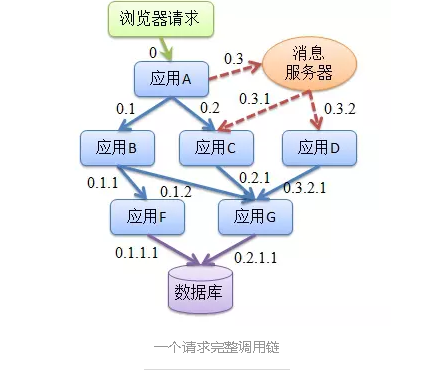 浏览器请求
0
0.3
消息
服务器
应用A
0.1
0.2
0.3.1
0.3.2
应用B
应用C
应用D
0.1.1
0.1.2
0.2.1
0.3.2.1
应用F
应用G
0.1.1.1
0.2.1.1
数据库
一个请求完整调用链